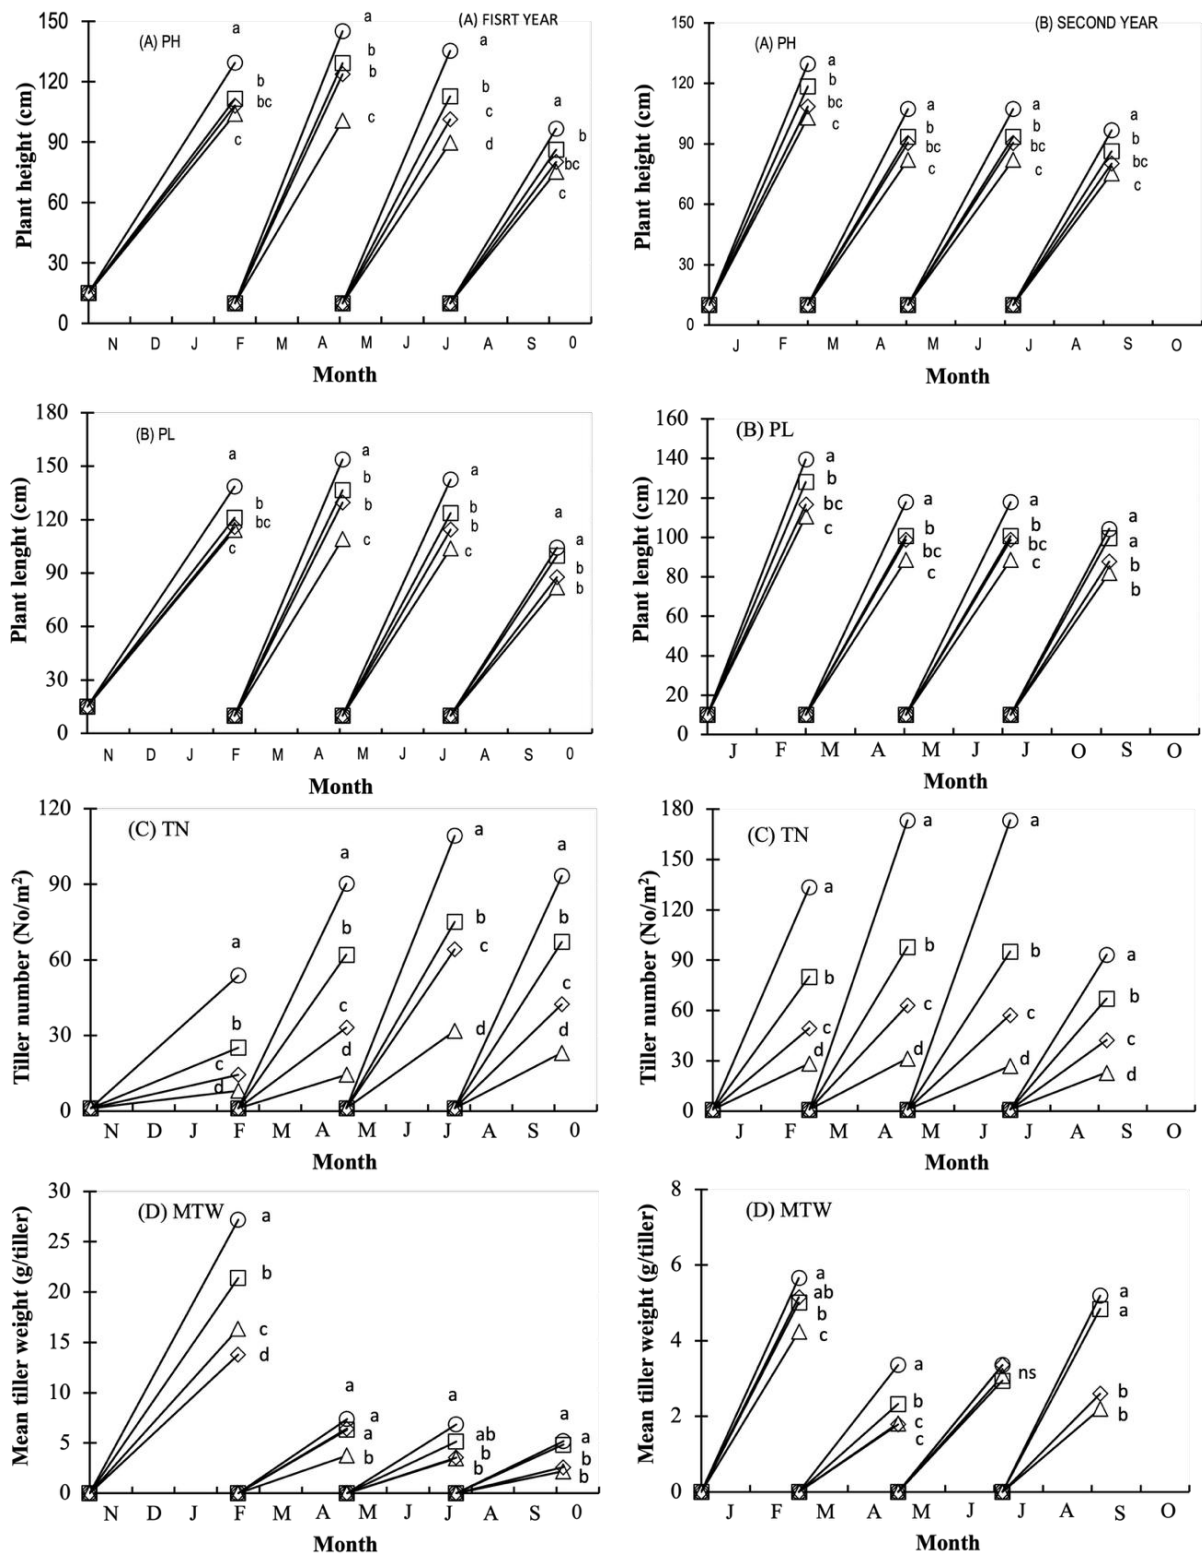 (A) FISRT YEAR
(A) PH
Plant height (cm)
150
120
90
60
30
0
a
b
bc
c
a
b
b
c
a
b
c
d
a
b
bc
c
N D J F M A M J J A S 0
Month
(B) SECOND YEAR
(A) PH
Plant height (cm)
150
120
90
60
30
0
a
b
bc
c
a
b
bc
c
a
b
bc
c
a
b
bc
c
J F M A M J J A S O
Month
(B) PL
Plant lenght (cm)
180
150
120
90
60
30
0
a
b
bc
c
a
b
b
c
a
b
b
c
a
a
b
b
N D J F M A M J J A S 0
Month
(B) PL
Plant lenght (cm)
160
140
120
100
80
60
40
20
0
a
b
bc
c
a
b
bc
c
a
b
bc
c
a
a
b
b
J F M A M J J O S O
Month
(C) TN
Tiller number (No/m²)
120
90
60
30
0
a
b
c
d
a
b
c
d
a
b
c
d
a
b
c
d
N D J F M A M J J A S 0
Month
(C) TN
Tiller number (No/m²)
180
150
120
90
60
30
0
a
b
c
d
a
b
c
d
a
b
c
d
a
b
c
d
J F M A M J J A S O
Month
(D) MTW
Mean tiller weight (g/tiller)
30
25
20
15
10
5
0
a
b
c
d
a
a
a
b
a
ab
b
b
a
a
b
b
N D J F M A M J J A S 0
Month
(D) MTW
Mean tiller weight (g/tiller)
8
6
4
2
0
a
ab
b
c
a
b
c
c
ns
a
a
b
b
J F M A M J J A S O
Month